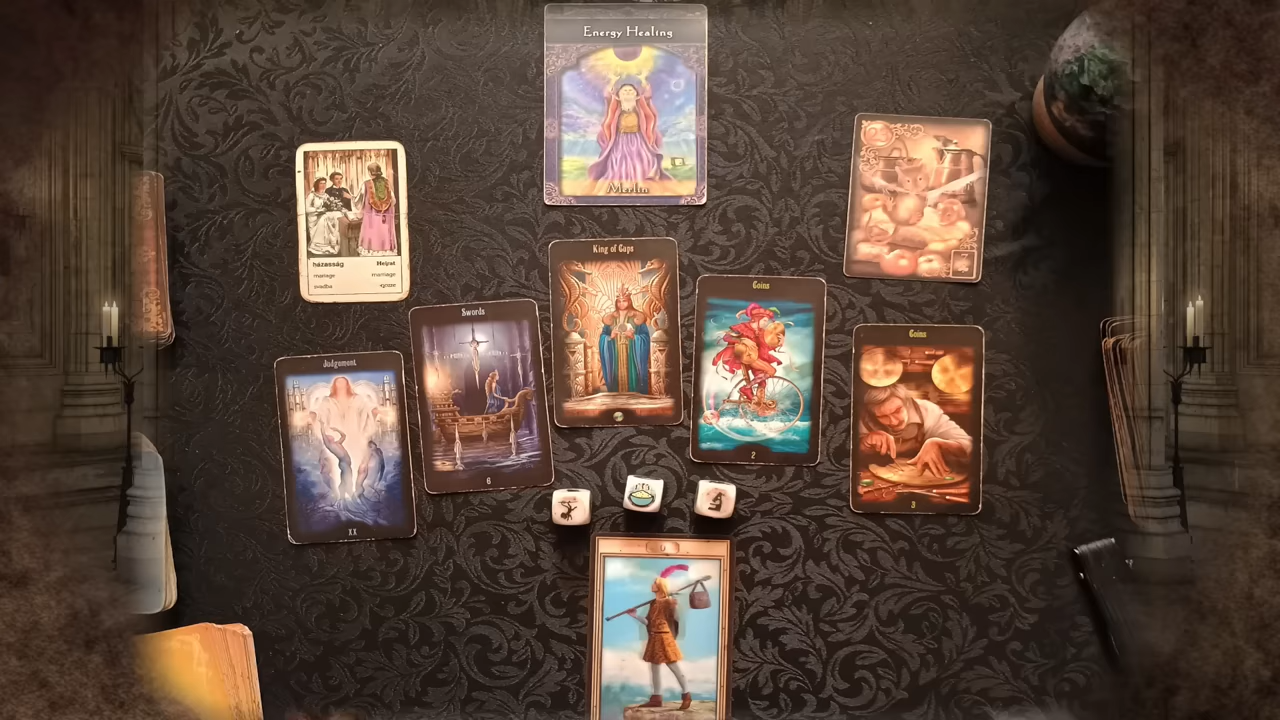 Energy Healing
Merlin
házasság Heirat
mariage marriage
svadba
King of Cups
Coins
2
Swords
6
Coins
3
Judgement
XX
0